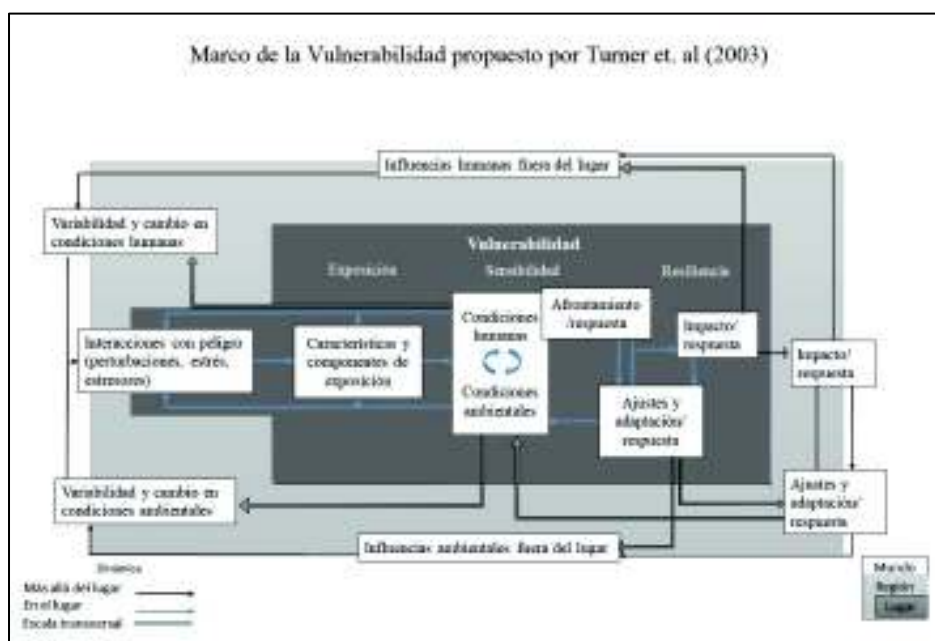 Marco de la Vulnerabilidad propuesto por Turner et. al (2003)
Influencias humanas fuera del lugar
Variabilidad y cambio en
condiciones humanas
Vulnerabilidad
Exposición
Sensibilidad
Resiliencia
Afrontamiento
/respuesta
Condiciones
humanas
Impacto/
respuesta
Interacciones con peligro
(perturbaciones, estrés,
estresores)
Características y
componentes de
exposición
Impacto/
respuesta
Condiciones
ambientales
Ajustes y
adaptación/
respuesta
Variabilidad y cambio en
condiciones ambientales
Ajustes y
adaptación/
respuesta
Influencias ambientales fuera del lugar
Dinámica
Más allá del lugar
En el lugar
Escala transversal
Mundo
Región
Lugar